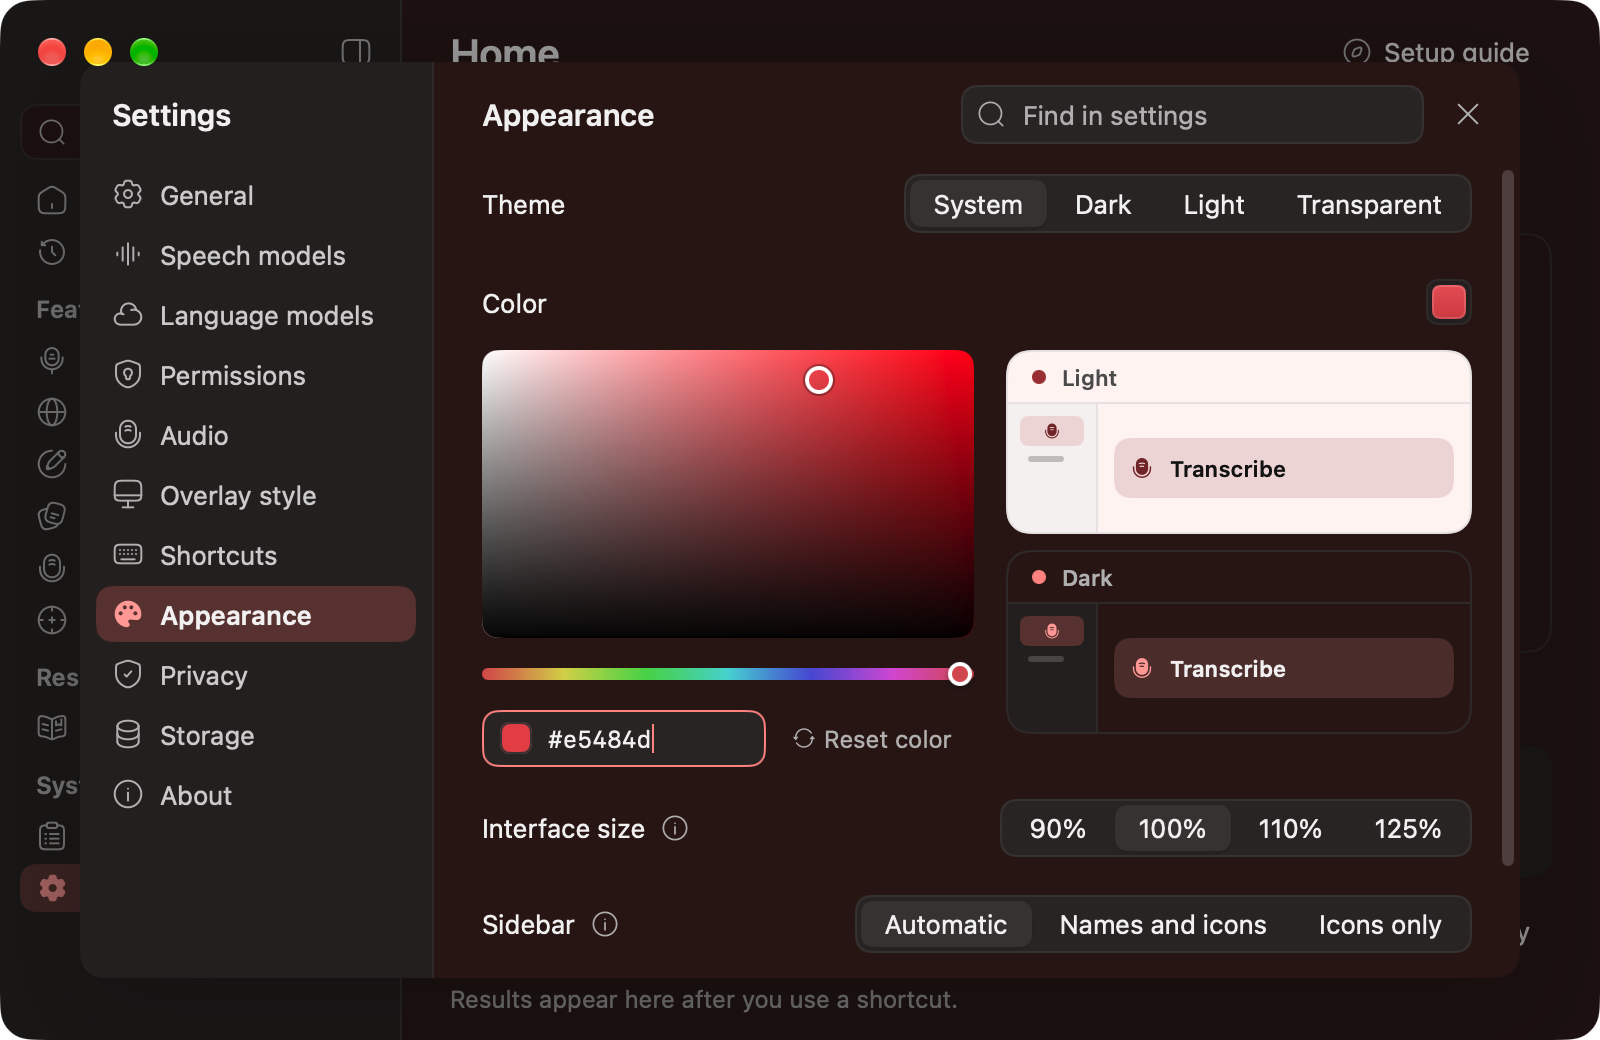 Home
Setup guide
Settings
Appearance
Find in settings
General
Speech models
Language models
Permissions
Audio
Overlay style
Shortcuts
Appearance
Privacy
Storage
About
Theme
System
Dark
Light
Transparent
Color
Light
Transcribe
Dark
Transcribe
#e5484d
Reset color
Interface size
90%
100%
110%
125%
Sidebar
Automatic
Names and icons
Icons only
Results appear here after you use a shortcut.